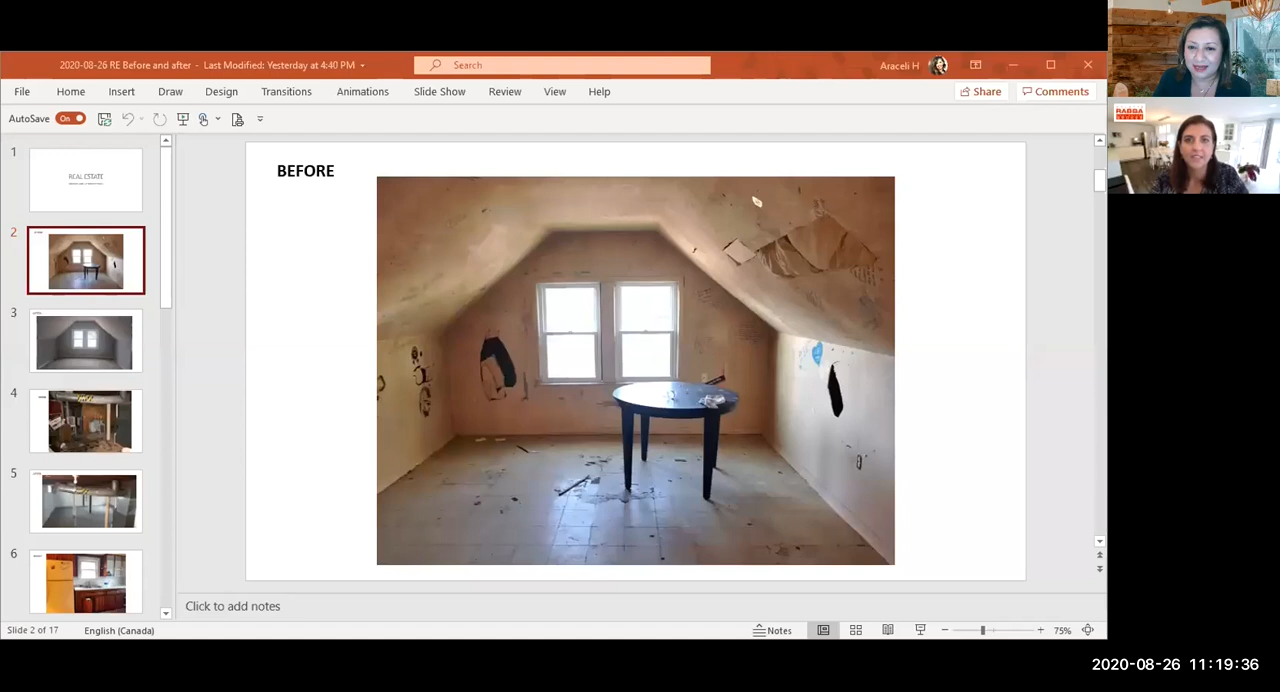 2020-08-26 RE Before and after - Last Modified: Yesterday at 4:40 PM
Search
Araceli H
File Home Insert Draw Design Transitions Animations Slide Show Review View Help
Share Comments
AutoSave On
1
REAL ESTATE
2
3
4
5
6
BEFORE
Click to add notes
Slide 2 of 17 English (Canada)
Notes
75%
RABBA
2020-08-26 11:19:36